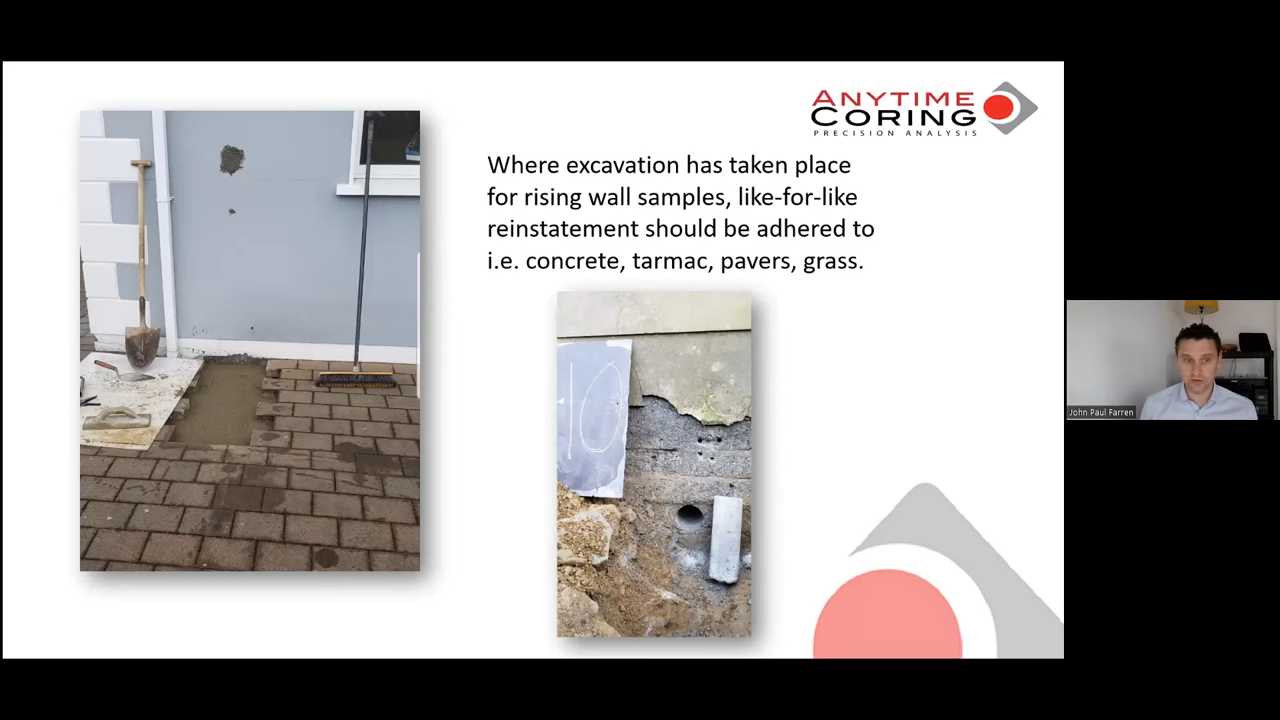 ANYTIME
CORING
PRECISION ANALYSIS
Where excavation has taken place
for rising wall samples, like-for-like
reinstatement should be adhered to
i.e. concrete, tarmac, pavers, grass.
10
John Paul Farren